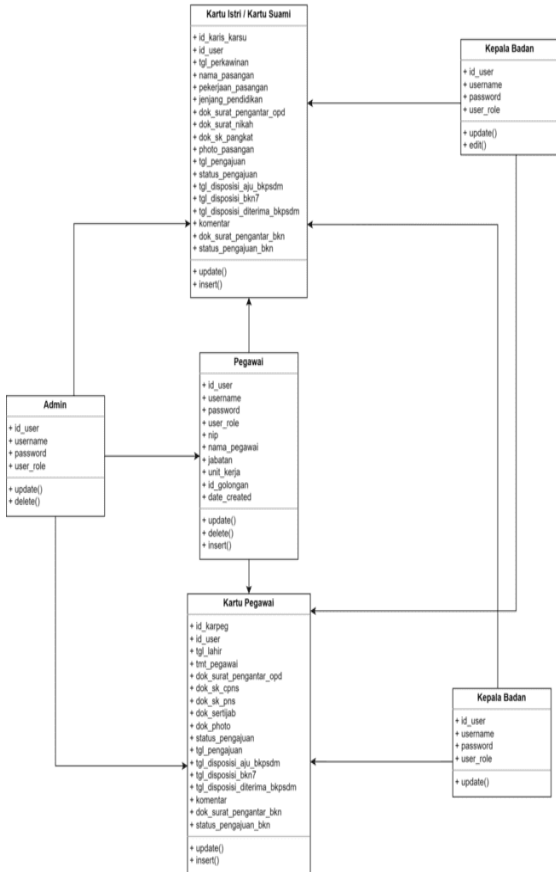 Kartu Istri / Kartu Suami
+ id_karis_karsu
+ id_user
+ tgl_perkawinan
+ nama_pasangan
+ pekerjaan_pasangan
+ jenjang_pendidikan
+ dok_surat_pengantar_opd
+ dok_surat_nikah
+ dok_sk_pangkat
+ photo_pasangan
+ tgl_pengajuan
+ status_pengajuan
+ tgl_disposisi_aju_bkpsdm
+ tgl_disposisi_bkn7
+ tgl_disposisi_diterima_bkpsdm
+ komentar
+ dok_surat_pengantar_bkn
+ status_pengajuan_bkn
+ update()
+ insert()
Kepala Badan
+ id_user
+ username
+ password
+ user_role
+ update()
+ edit()
Pegawai
+ id_user
+ username
+ password
+ user_role
+ nip
+ nama_pegawai
+ jabatan
+ unit_kerja
+ id_golongan
+ date_created
+ update()
+ delete()
+ insert()
Admin
+ id_user
+ username
+ password
+ user_role
+ update()
+ delete()
Kartu Pegawai
+ id_karpeg
+ id_user
+ tgl_lahir
+ tmt_pegawai
+ dok_surat_pengantar_opd
+ dok_sk_cpns
+ dok_sk_pns
+ dok_sertijab
+ dok_photo
+ status_pengajuan
+ tgl_pengajuan
+ tgl_disposisi_aju_bkpsdm
+ tgl_disposisi_bkn7
+ tgl_disposisi_diterima_bkpsdm
+ komentar
+ dok_surat_pengantar_bkn
+ status_pengajuan_bkn
+ update()
+ insert()
Kepala Badan
+ id_user
+ username
+ password
+ user_role
+ update()